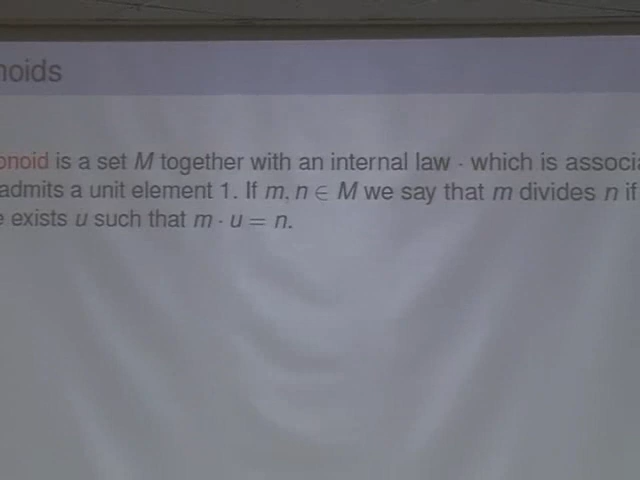 noids
onoid is a set M together with an internal law · which is associa
admits a unit element 1. If m, n ∈ M we say that m divides n if
e exists u such that m · u = n.